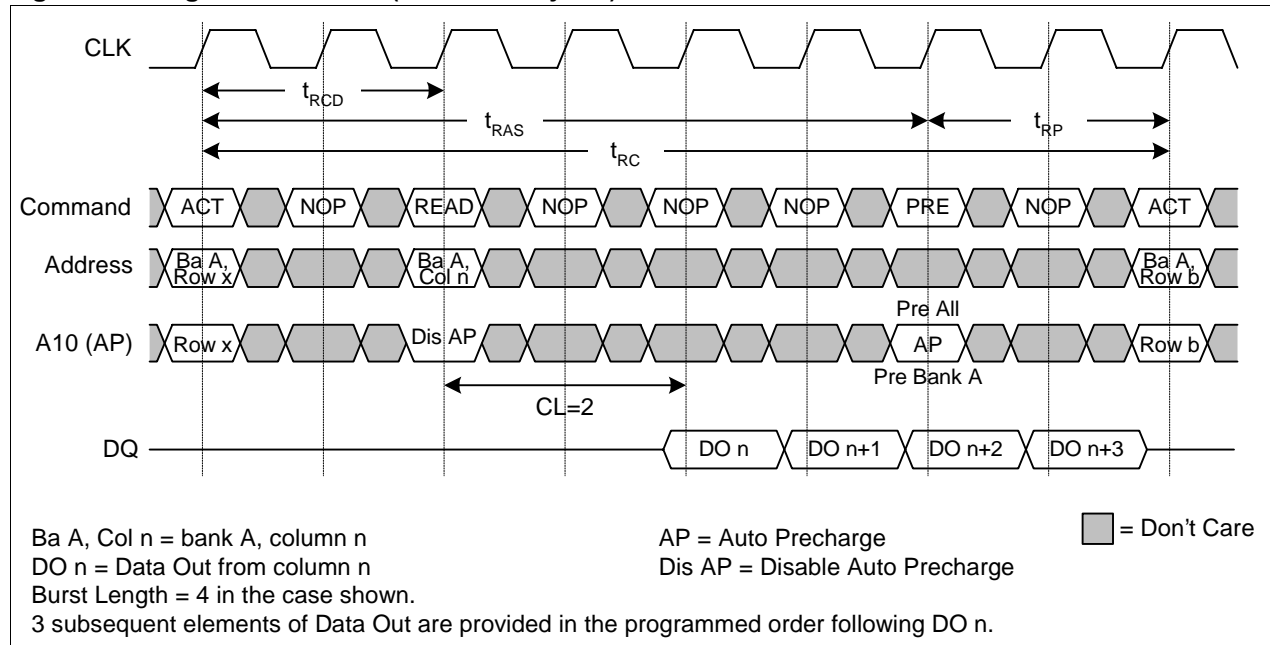 CLK
tRCD
tRAS
tRP
tRC
Command ACT NOP READ NOP NOP NOP PRE NOP ACT
Address Ba A, Row x Ba A, Col n Ba A, Row b
Pre All
A10 (AP) Row x Dis AP AP Row b
Pre Bank A
CL=2
DQ DO n DO n+1 DO n+2 DO n+3
Ba A, Col n = bank A, column n
DO n = Data Out from column n
Burst Length = 4 in the case shown.
3 subsequent elements of Data Out are provided in the programmed order following DO n.
AP = Auto Precharge
Dis AP = Disable Auto Precharge
= Don't Care